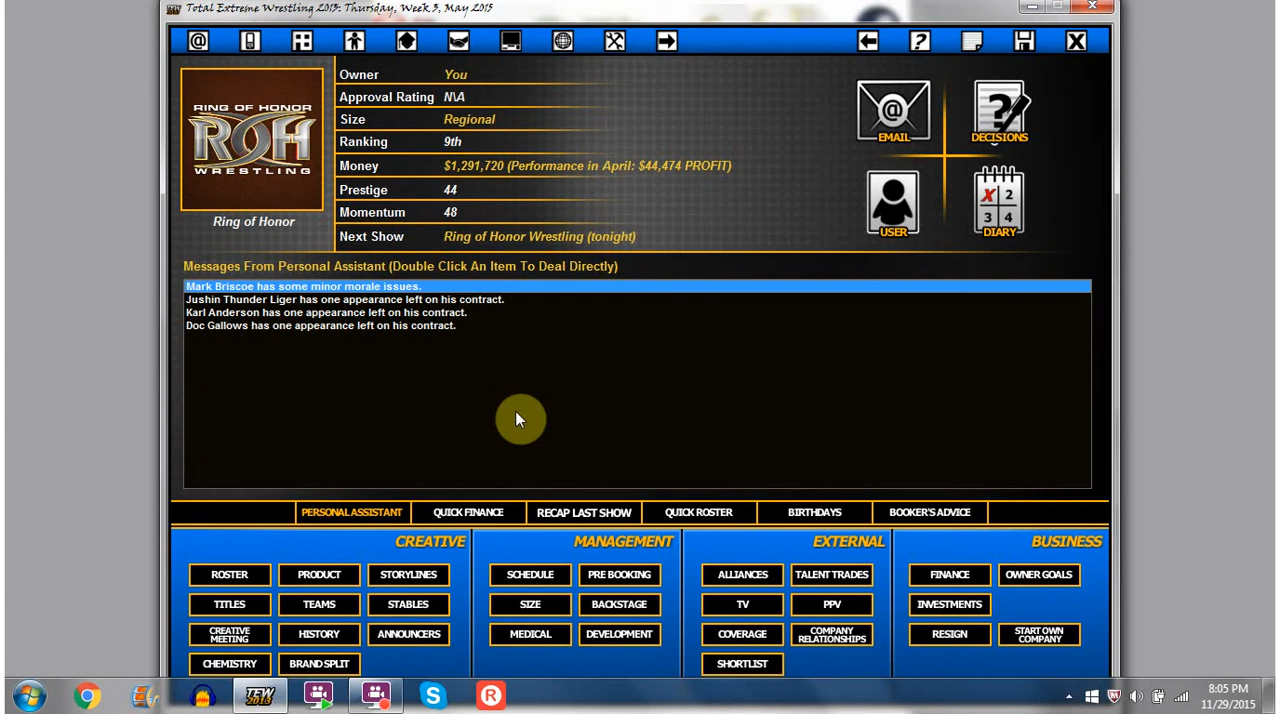 Total Extreme Wrestling 2013: Thursday, Week 3, May 2015
Owner You
Approval Rating N\A
Size Regional
Ranking 9th
Money $1,291,720 (Performance in April: $44,474 PROFIT)
Prestige 44
Momentum 48
Next Show Ring of Honor Wrestling (tonight)
RING OF HONOR
ROH
WRESTLING
Ring of Honor
EMAIL
DECISIONS
USER
X 2
3 4
DIARY
Messages From Personal Assistant (Double Click An Item To Deal Directly)
Mark Briscoe has some minor morale issues.
Jushin Thunder Liger has one appearance left on his contract.
Karl Anderson has one appearance left on his contract.
Doc Gallows has one appearance left on his contract.
PERSONAL ASSISTANT QUICK FINANCE RECAP LAST SHOW QUICK ROSTER BIRTHDAYS BOOKER'S ADVICE
CREATIVE MANAGEMENT EXTERNAL BUSINESS
ROSTER PRODUCT STORYLINES SCHEDULE PRE BOOKING ALLIANCES TALENT TRADES FINANCE OWNER GOALS
TITLES TEAMS STABLES SIZE BACKSTAGE TV PPV INVESTMENTS
CREATIVE MEETING HISTORY ANNOUNCERS MEDICAL DEVELOPMENT COVERAGE COMPANY RELATIONSHIPS RESIGN START OWN COMPANY
CHEMISTRY BRAND SPLIT SHORTLIST
TEW 2013
8:05 PM
11/29/2015